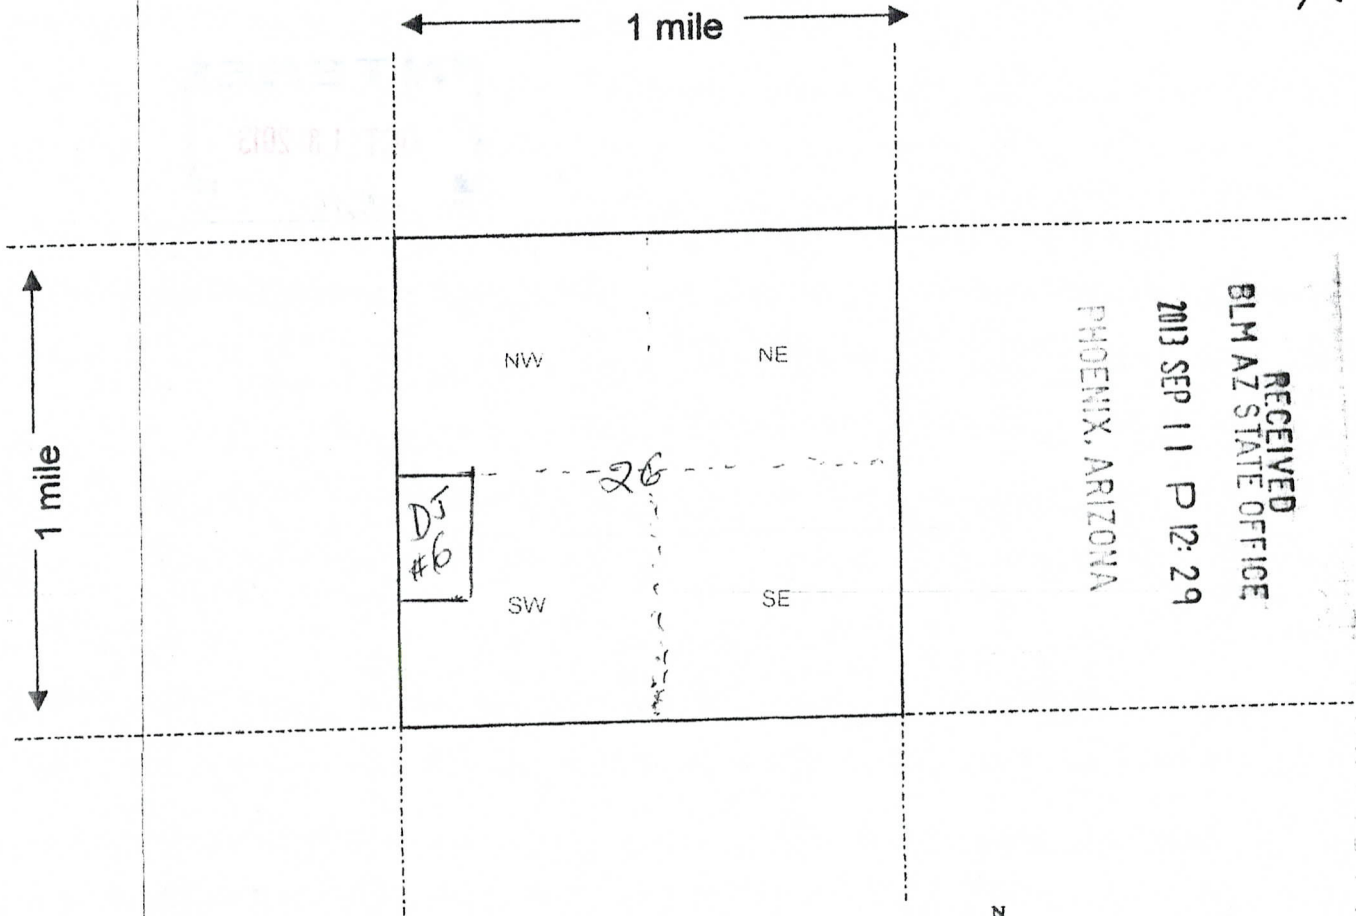 1 mile
NW
NE
1 mile
26
DJ
#6
SW
SE
RECEIVED
BLM AZ STATE OFFICE
2013 SEP 11 P 12:29
PHOENIX, ARIZONA
N